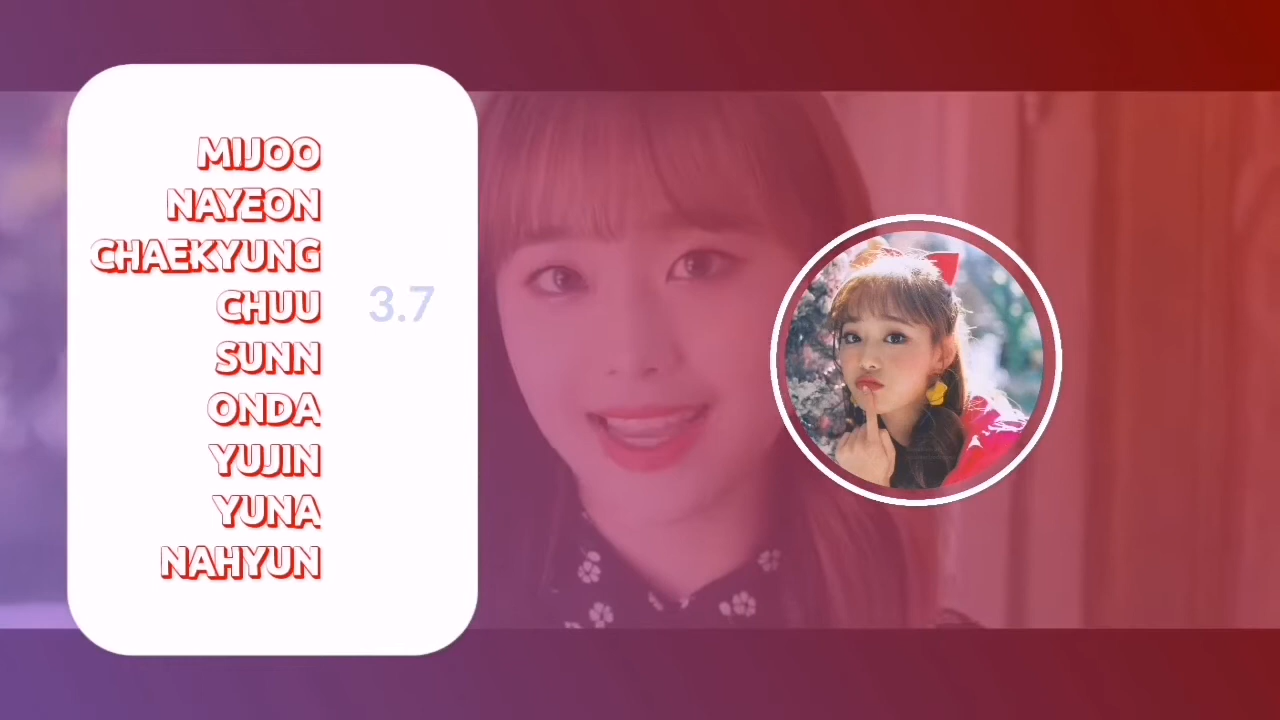 MIJOO
NAYEON
CHAEKYUNG
CHUU 3.7
SUNN
ONDA
YUJIN
YUNA
NAHYUN